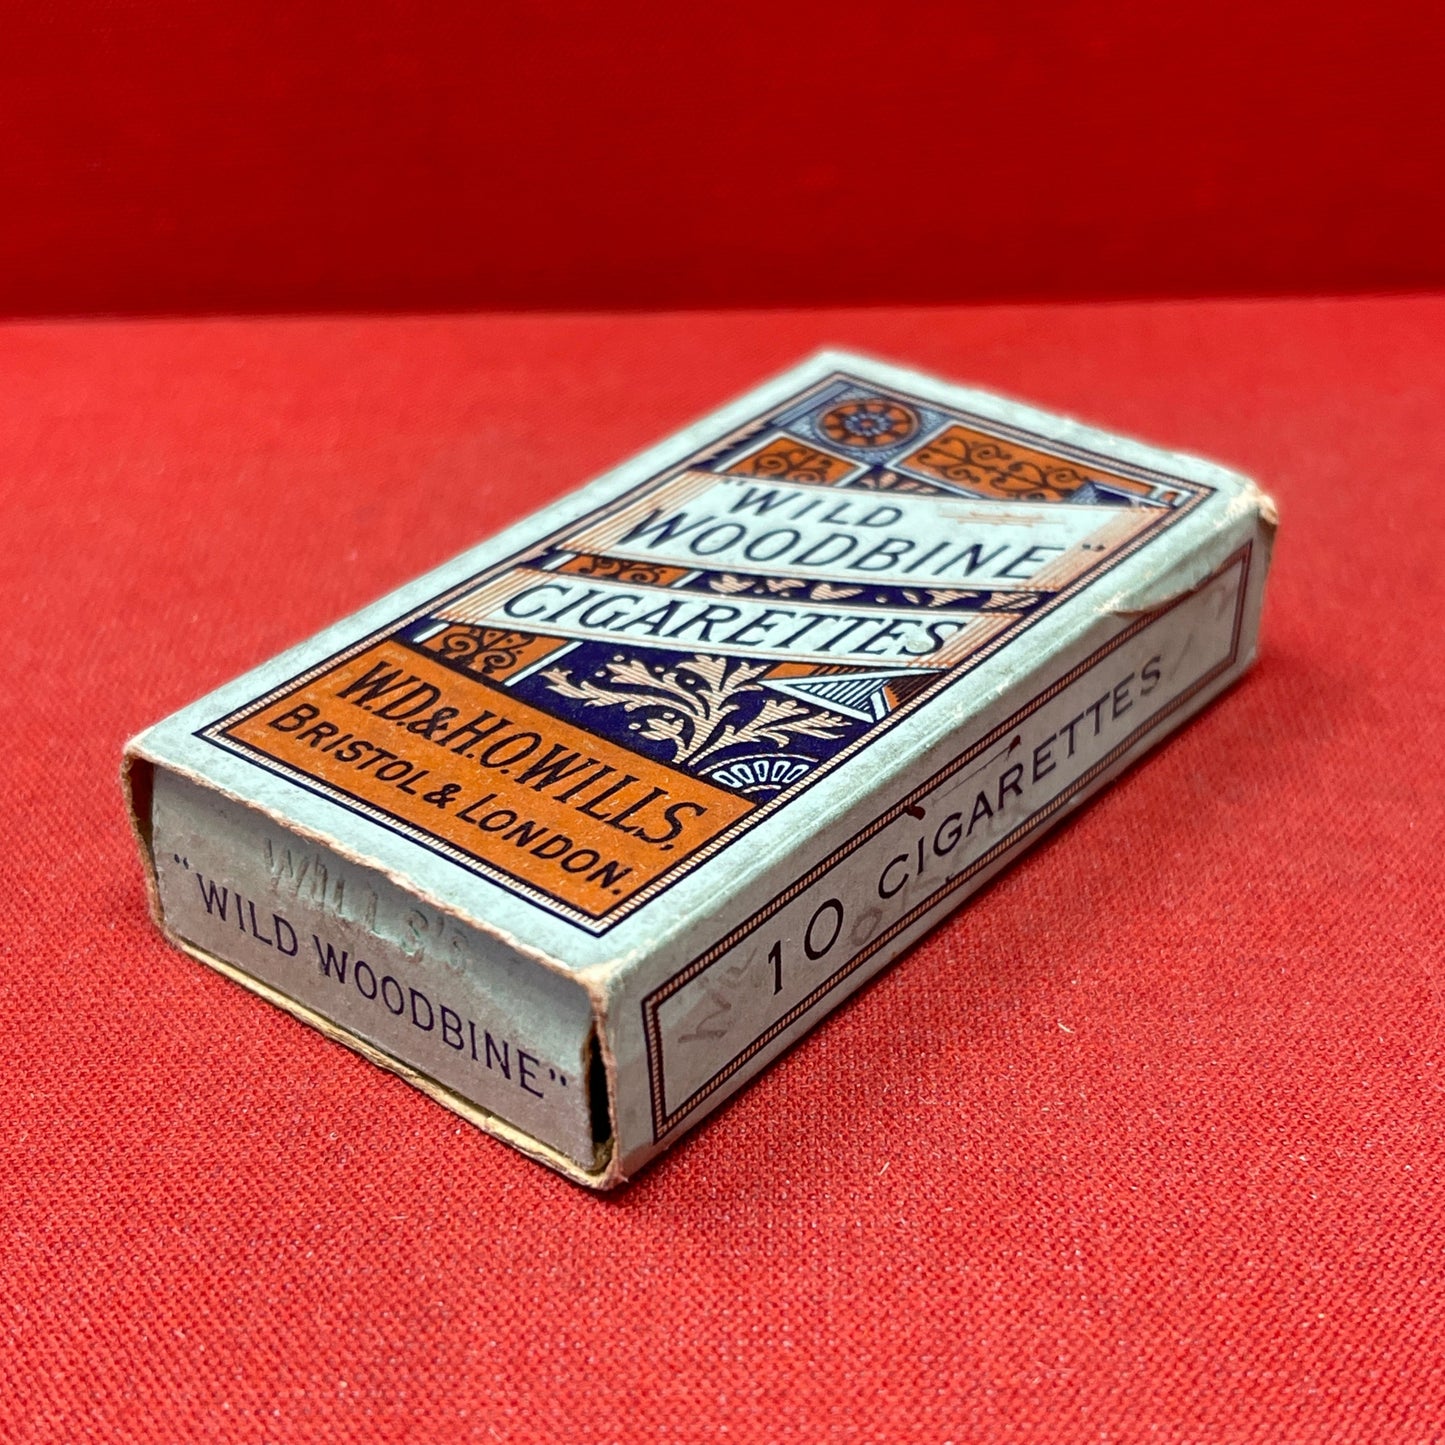 "WILD
WOODBINE"
CIGARETTES
W.D.&H.O.WILLS,
BRISTOL & LONDON.
WILLS'S
"WILD WOODBINE"
10 CIGARETTES